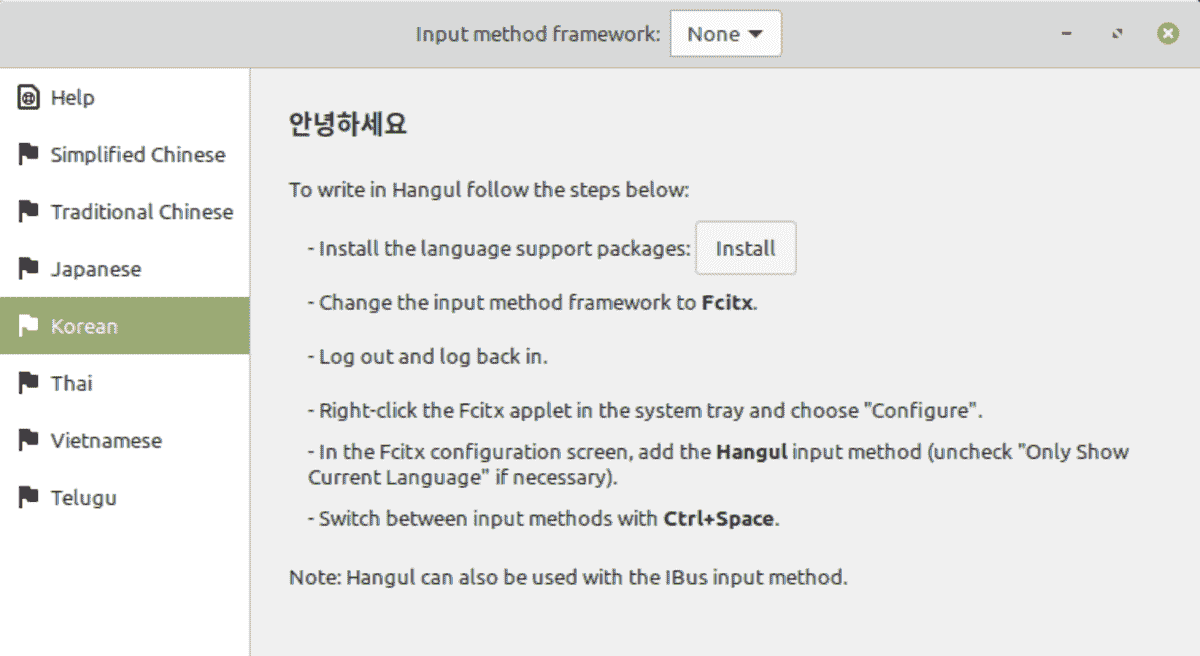 Input method framework: None
Help
Simplified Chinese
Traditional Chinese
Japanese
Korean
Thai
Vietnamese
Telugu
안녕하세요
To write in Hangul follow the steps below:
- Install the language support packages: Install
- Change the input method framework to Fcitx.
- Log out and log back in.
- Right-click the Fcitx applet in the system tray and choose "Configure".
- In the Fcitx configuration screen, add the Hangul input method (uncheck "Only Show
Current Language" if necessary).
- Switch between input methods with Ctrl+Space.
Note: Hangul can also be used with the IBus input method.